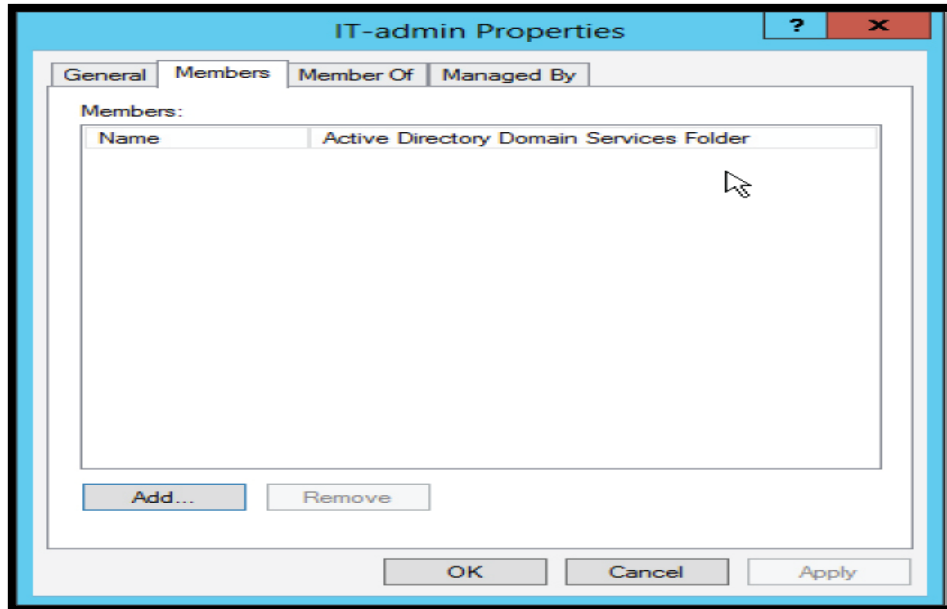 IT-admin Properties
? x
General Members Member Of Managed By
Members:
Name Active Directory Domain Services Folder
Add... Remove
OK Cancel Apply